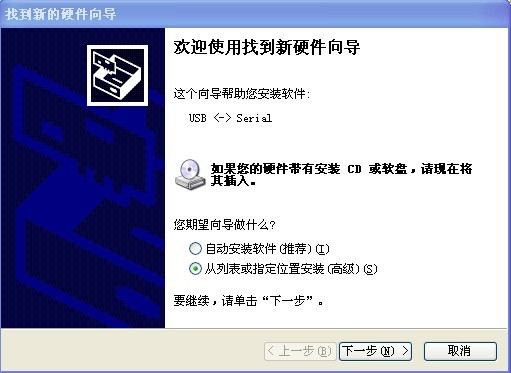 找到新的硬件向导
欢迎使用找到新硬件向导
这个向导帮助您安装软件:
USB <-> Serial
如果您的硬件带有安装 CD 或软盘，请现在将
其插入。
您期望向导做什么?
自动安装软件(推荐)(I)
从列表或指定位置安装(高级)(S)
要继续，请单击“下一步”。
< 上一步(B) 下一步(N) > 取消